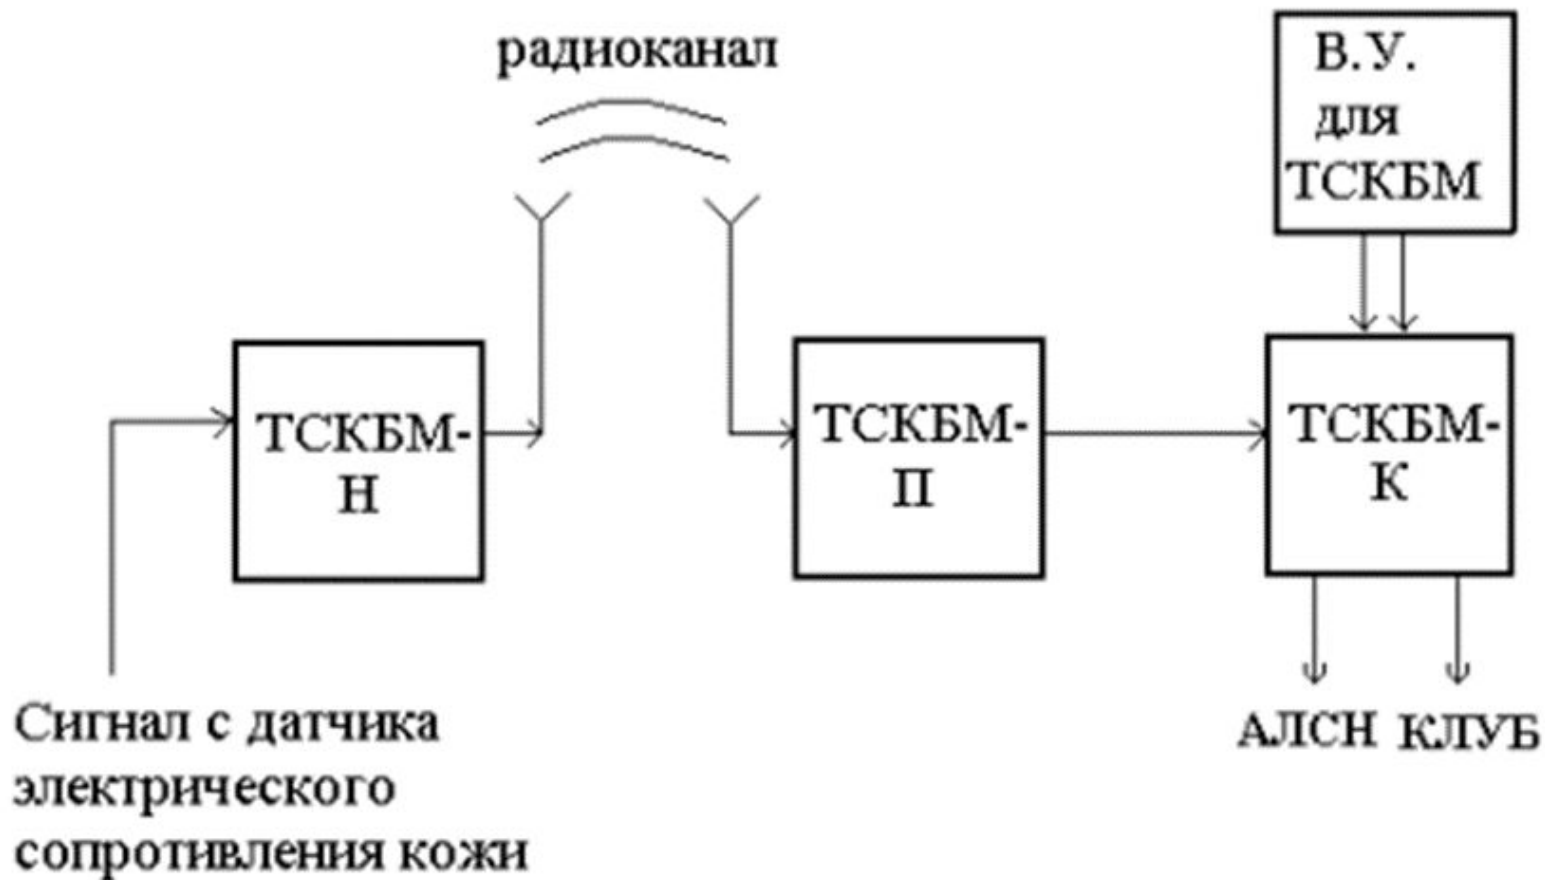 радиоканал
В.У.
для
ТСКБМ
ТСКБМ-
Н
ТСКБМ-
П
ТСКБМ-
К
Сигнал с датчика
электрического
сопротивления кожи
АЛСН КЛУБ